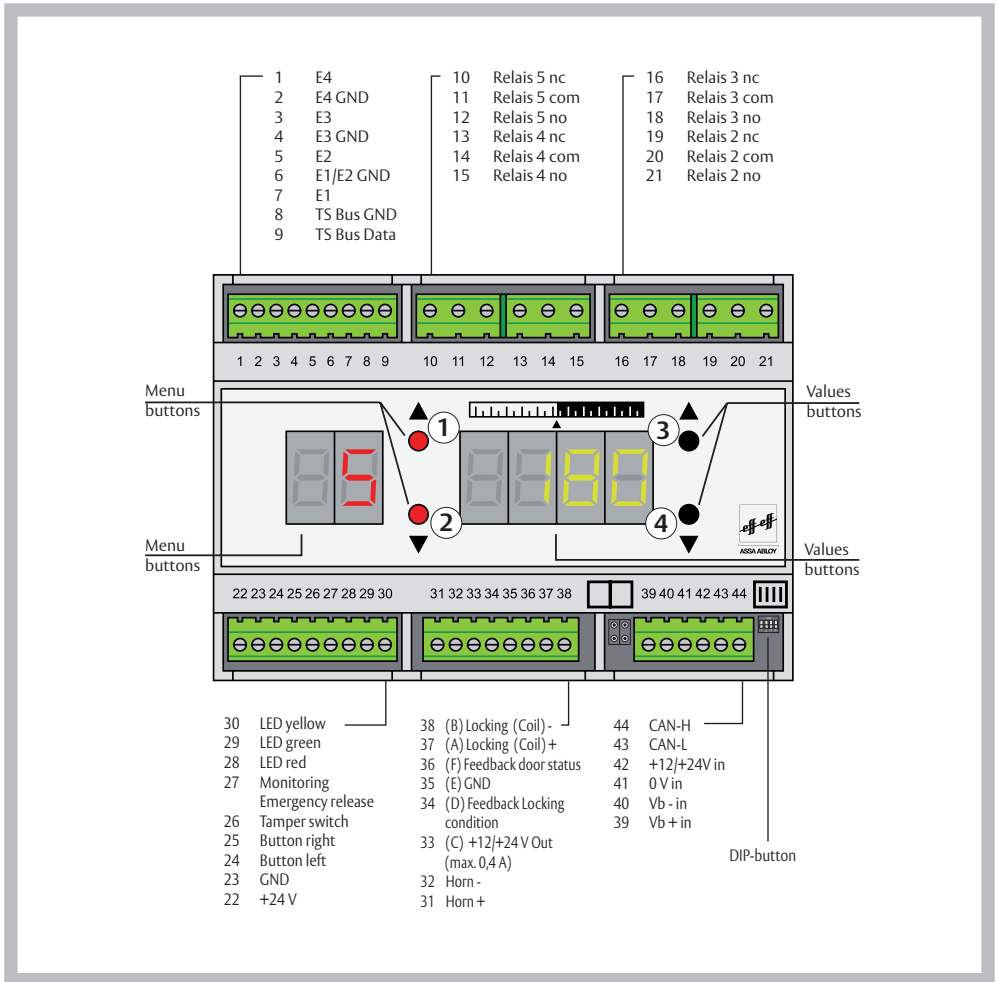 1 E4
2 E4 GND
3 E3
4 E3 GND
5 E2
6 E1/E2 GND
7 E1
8 TS Bus GND
9 TS Bus Data
10 Relais 5 nc
11 Relais 5 com
12 Relais 5 no
13 Relais 4 nc
14 Relais 4 com
15 Relais 4 no
16 Relais 3 nc
17 Relais 3 com
18 Relais 3 no
19 Relais 2 nc
20 Relais 2 com
21 Relais 2 no
1 2 3 4 5 6 7 8 9
10 11 12 13 14 15
16 17 18 19 20 21
Menu
buttons
Values
buttons
1
3
5
180
2
4
eff eff
ASSA ABLOY
Menu
buttons
Values
buttons
22 23 24 25 26 27 28 29 30
31 32 33 34 35 36 37 38
39 40 41 42 43 44
30 LED yellow
29 LED green
28 LED red
27 Monitoring
Emergency release
26 Tamper switch
25 Button right
24 Button left
23 GND
22 +24 V
38 (B) Locking (Coil) -
37 (A) Locking (Coil) +
36 (F) Feedback door status
35 (E) GND
34 (D) Feedback Locking
condition
33 (C) +12/+24 V Out
(max. 0,4 A)
32 Horn -
31 Horn +
44 CAN-H
43 CAN-L
42 +12/+24V in
41 0 V in
40 Vb - in
39 Vb + in
DIP-button